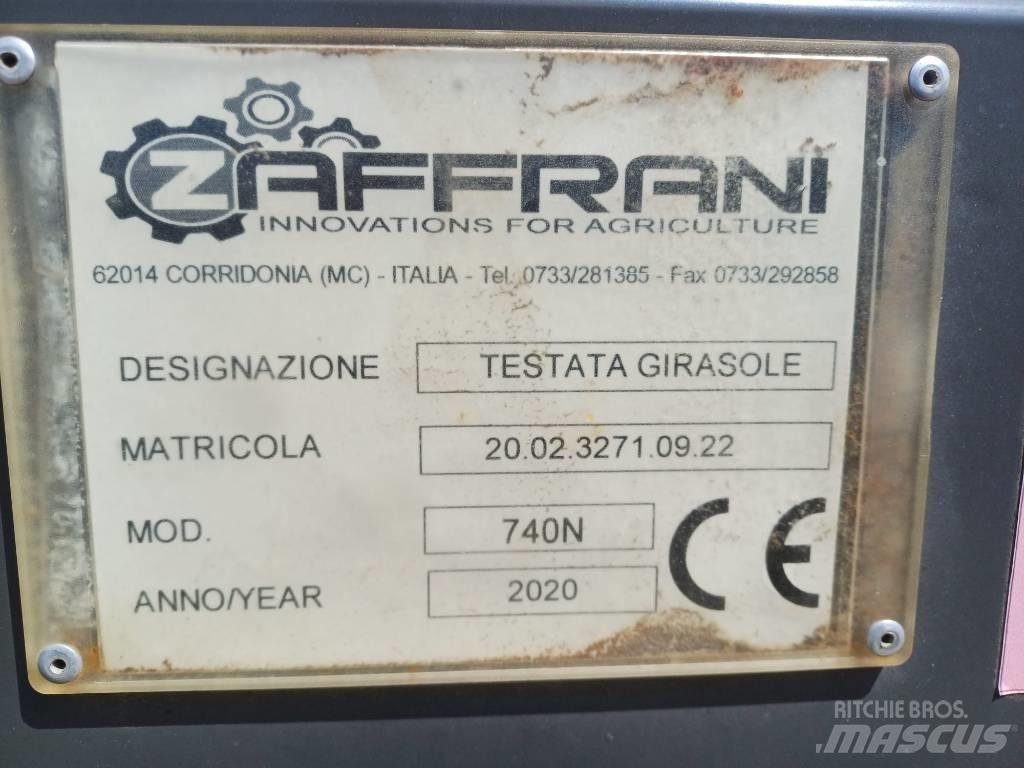 ZAFFRANI
INNOVATIONS FOR AGRICULTURE
62014 CORRIDONIA (MC) - ITALIA - Tel. 0733/281385 - Fax 0733/292858
DESIGNAZIONE TESTATA GIRASOLE
MATRICOLA 20.02.3271.09.22
MOD. 740N
CE
ANNO/YEAR 2020
RITCHIE BROS.
MASCUS